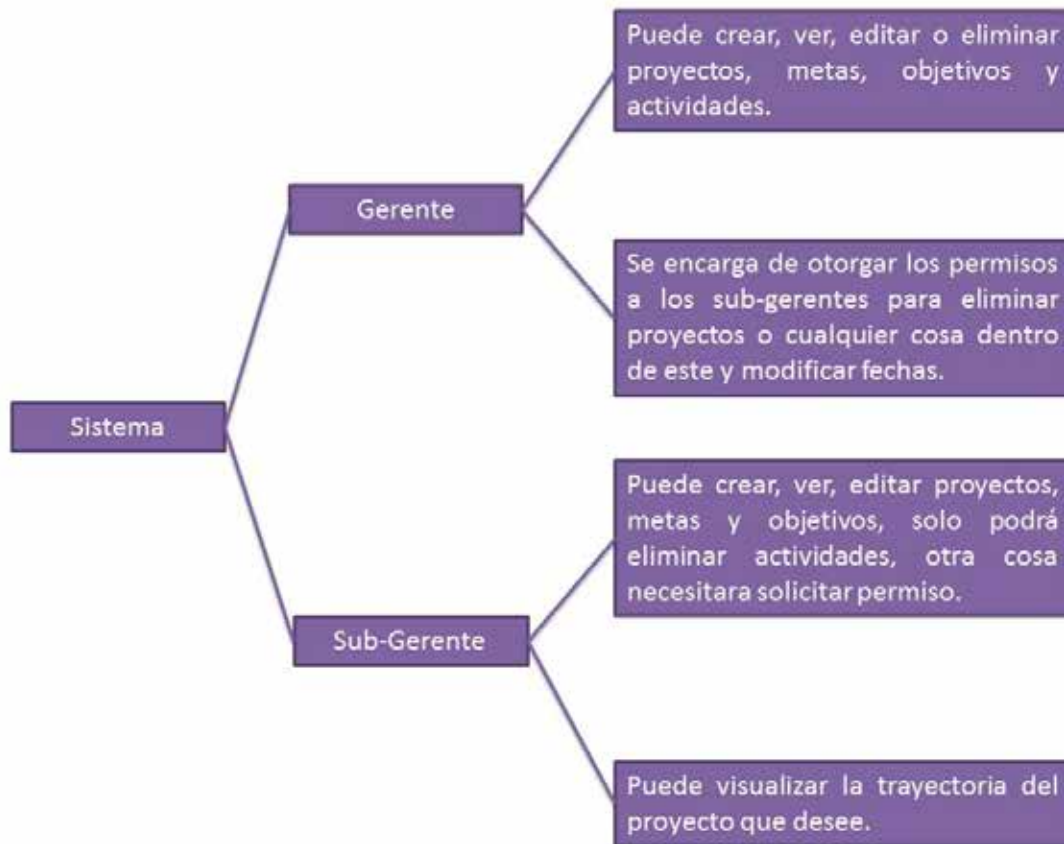 Puede crear, ver, editar o eliminar
proyectos, metas, objetivos y
actividades.
Gerente
Se encarga de otorgar los permisos
a los sub-gerentes para eliminar
proyectos o cualquier cosa dentro
de este y modificar fechas.
Sistema
Puede crear, ver, editar proyectos,
metas y objetivos, solo podrá
eliminar actividades, otra cosa
necesitara solicitar permiso.
Sub-Gerente
Puede visualizar la trayectoria del
proyecto que desee.